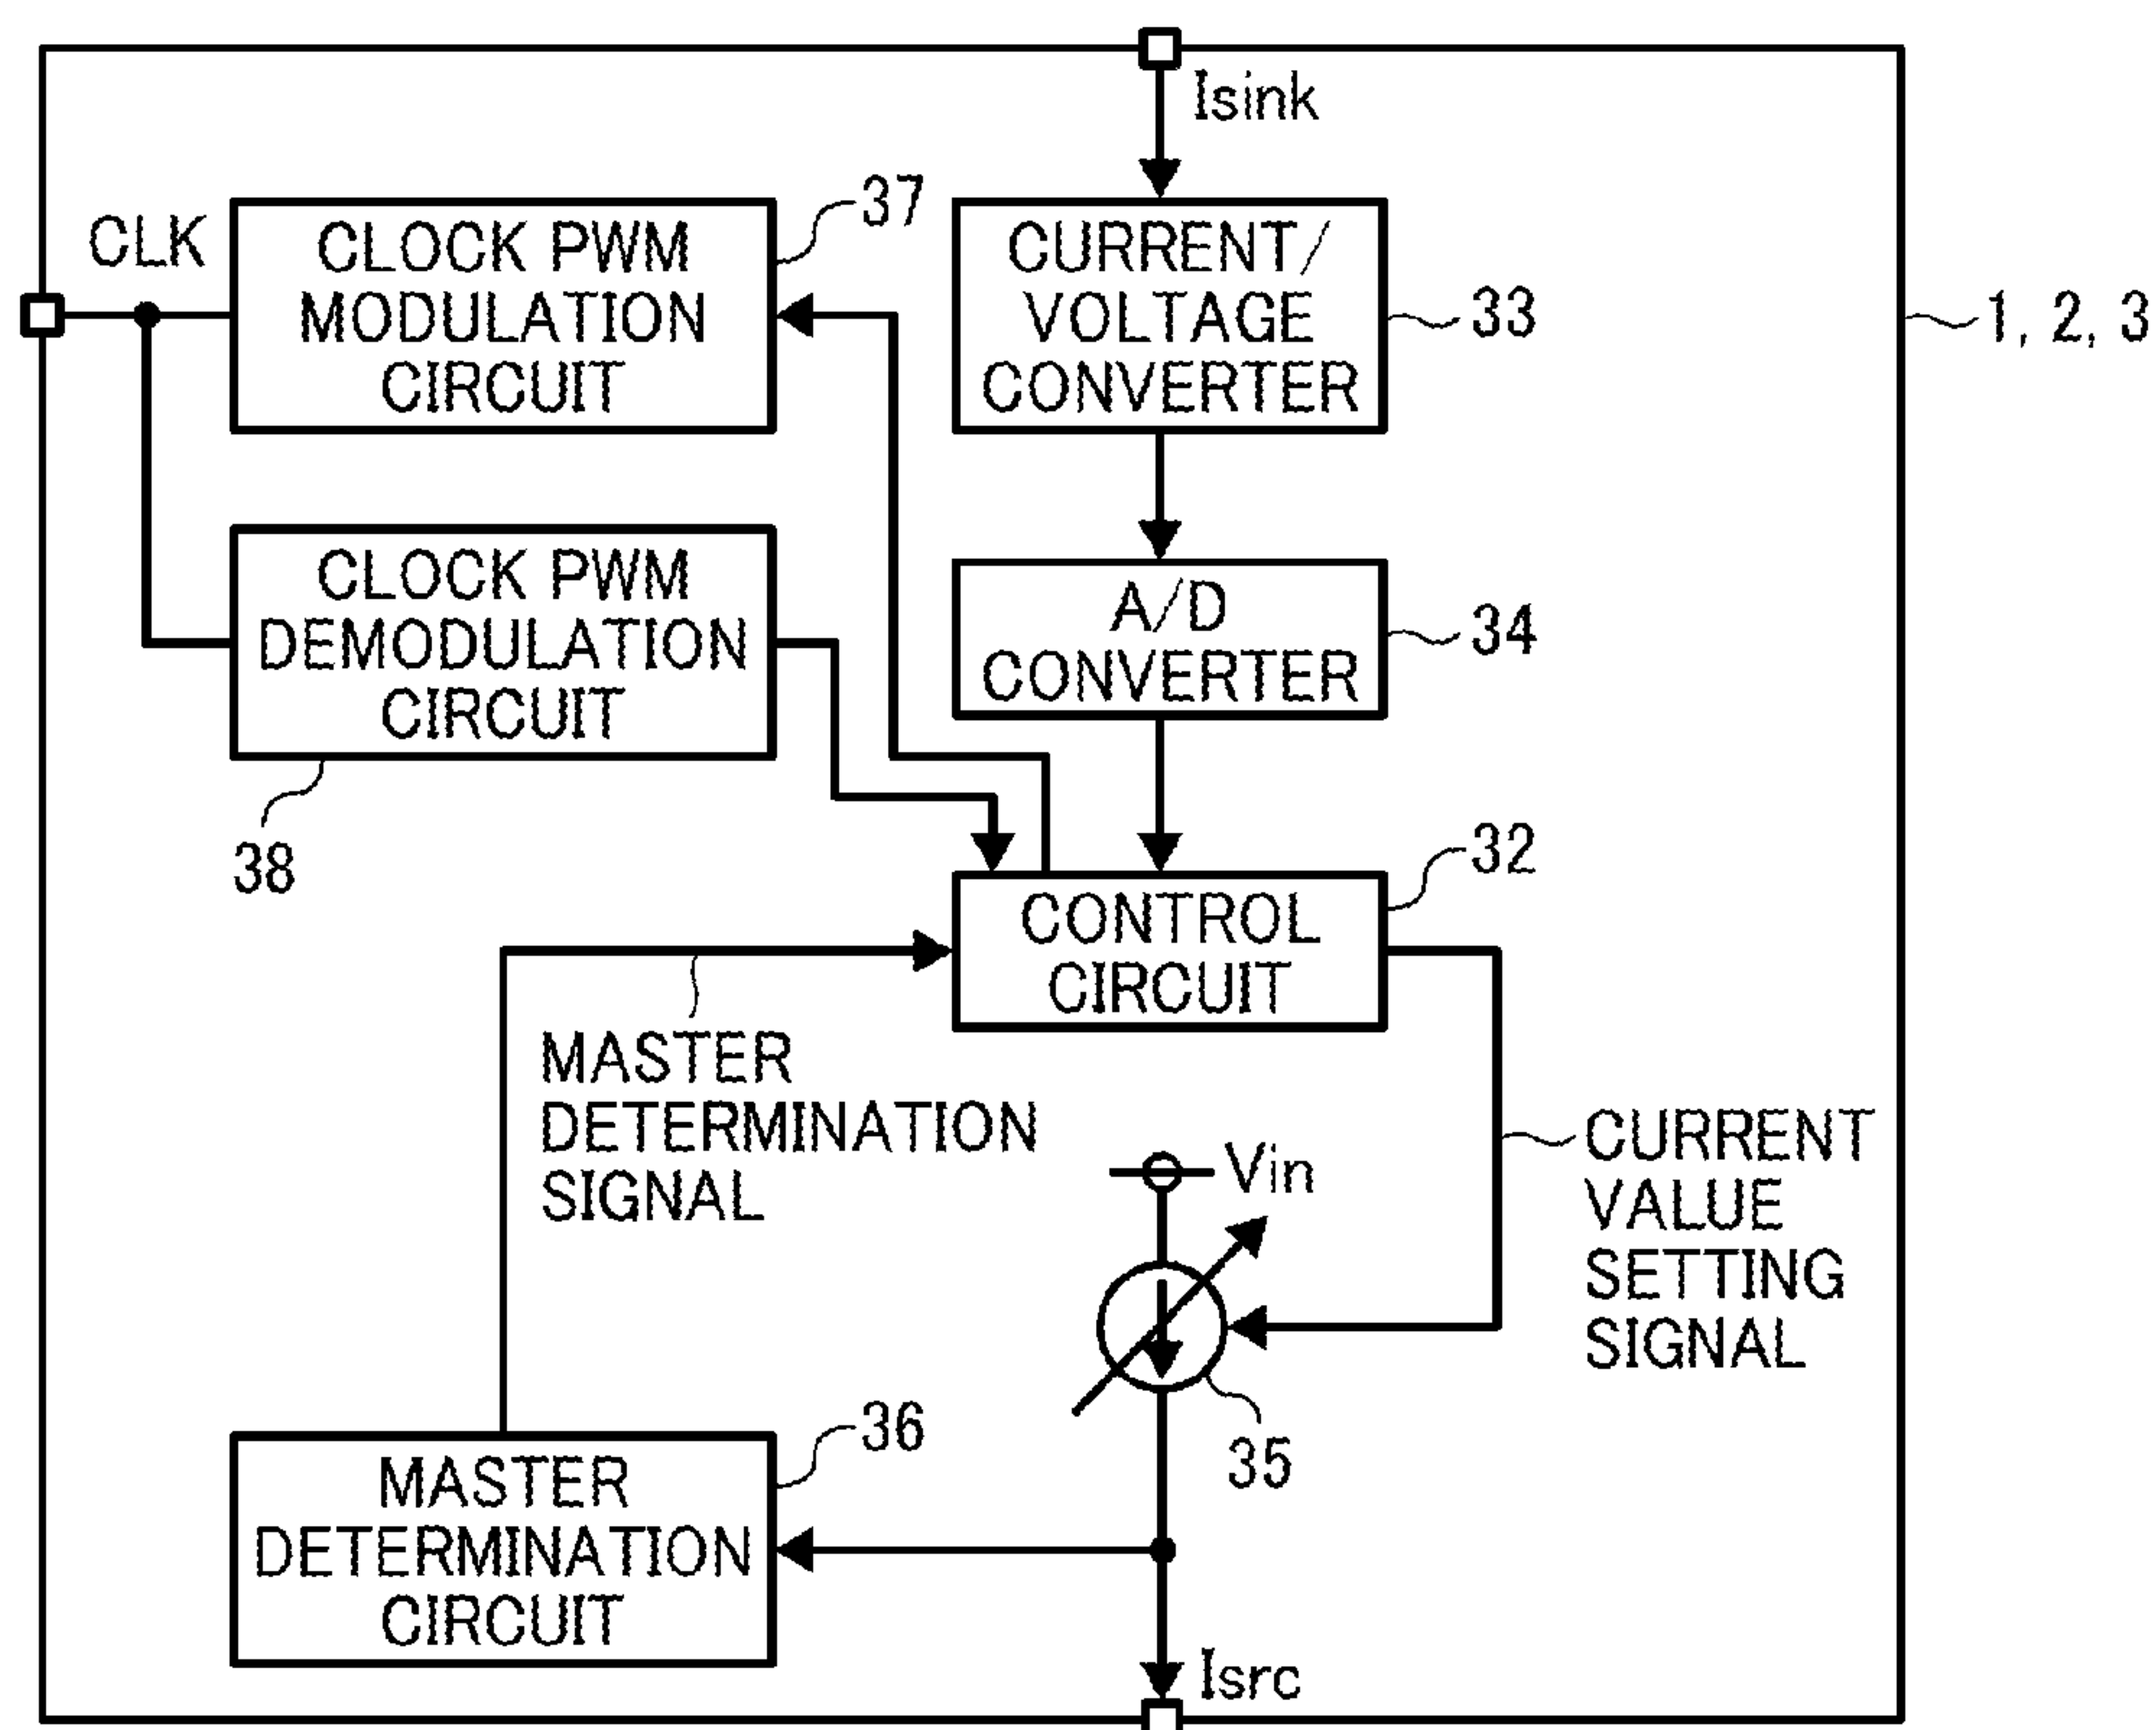 Isink
CLK
CLOCK PWM
MODULATION
CIRCUIT
37
CURRENT/
VOLTAGE
CONVERTER
33
1, 2, 3
CLOCK PWM
DEMODULATION
CIRCUIT
38
A/D
CONVERTER
34
CONTROL
CIRCUIT
32
MASTER
DETERMINATION
SIGNAL
Vin
CURRENT
VALUE
SETTING
SIGNAL
35
MASTER
DETERMINATION
CIRCUIT
36
Isrc